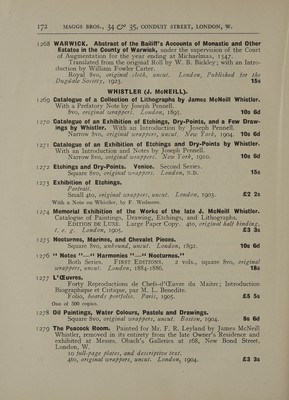 172 MAGGS BROS., 34 & 35, CONDUIT STREET, LONDON, W.
1268 WARWICK. Abstract of the Bailiff's Accounts of Monastic and Other
Estates in the County of Warwick, under the supervision of the Court
of Augmentation for the year ending at Michaelmas, 1547.
Translated from the original Roll by W. B. Bickley; with an Intro-
duction by William Fowler Carter.
Royal 8vo, original cloth, uncut. London, Published for the
Dugdale Society, 1923. 15s
WHISTLER (J. McNEILL).
1269 Catalogue of a Collection of Lithographs by James McNeill Whistler.
With a Prefatory Note by Joseph Pennell.
8vo, original wrappers. London, 1895. 10s 6d
1270 Catalogue of an Exhibition of Etchings, Dry-Points, and a Few Draw-
ings by Whistler. With an Introduction by Joseph Pennell.
Narrow 8vo, original wrappers, uncut. New York, 1904. 10s 6d
1271 Catalogue of an Exhibition of Etchings and Dry-Points by Whistler.
With an Introduction and Notes by Joseph Pennell.
Narrow 8vo, original wrappers. New York, 1910. 10s 6d
1272 Etchings and Dry-Points. Venice. Second Series.
Square 8vo, original wrappers. London, N.D. 15s
1273 Exhibition of Etchings.
Portrait.
Small 4to, original wrappers, uncut. London, 1903. £2 2s
With a Note on Whistler, by F. Wedmore.
1274 Memorial Exhibition of the Works of the late J. McNeill Whistler.
Catalogue of Paintings, Drawing, Etchings, and Lithographs.
EDITION DE LUXE. Large Paper Copy. 4to, original half binding,
t. e. g. London, 1905. £3 3s
1275 Nocturnes, Marines, and Chevalet Pieces.
Square 8vo, unbound, uncut. London, 1892. 10s 6d
1276 " Notes "—" Harmonies "—" Nocturnes."
Both Series. FIRST EDITIONS. 2 vols., square 8vo, original
wrappers, uncut. London, 1884-1886. 18s
1277 L'Œuvres.
Forty Reproductions de Chefs-d'Œuvre du Maiter; Introduction
Biographique et Critique, par M. L. Benedite.
Folio, boards portfolio. Paris, 1905. £5 5s
One of 500 copies.
1278 Oil Paintings, Water Colours, Pastels and Drawings.
Square 8vo, original wrappers, uncut. Boston, 1904. 8s 6d
1279 The Peacock Room. Painted for Mr. F. R. Leyland by James McNeill
Whistler, removed in its entirety from the late Owner's Residence and
exhibited at Messrs. Obach's Galleries at 168, New Bond Street,
London, W.
10 full-page plates, and descriptive text.
4to, original wrappers, uncut. London, 1904. £3 3s